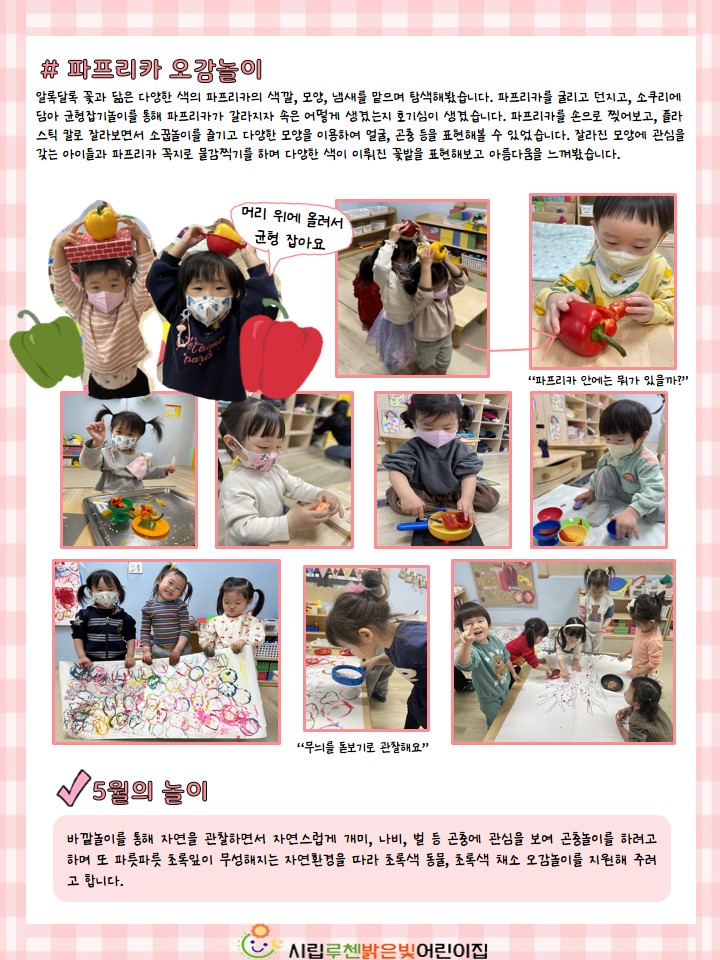 # 파프리카 오감놀이
알록달록 꽃과 닮은 다양한 색의 파프리카의 색깔, 모양, 냄새를 맡으며 탐색해봤습니다. 파프리카를 굴리고 던지고, 소쿠리에
담아 균형잡기놀이를 통해 파프리카가 갈라지자 속은 어떻게 생겼는지 호기심이 생겼습니다. 파프리카를 손으로 찢어보고, 플라
스틱 칼로 잘라보면서 소꿉놀이를 즐기고 다양한 모양을 이용하여 얼굴, 곤충 등을 표현해볼 수 있었습니다. 잘라진 모양에 관심을
갖는 아이들과 파프리카 꼭지로 물감찍기를 하며 다양한 색이 이뤄진 꽃밭을 표현해보고 아름다움을 느껴봤습니다.
머리 위에 올려서
균형 잡아요
“파프리카 안에는 뭐가 있을까?”
“무늬를 돋보기로 관찰해요”
5월의 놀이
바깥놀이를 통해 자연을 관찰하면서 자연스럽게 개미, 나비, 벌 등 곤충에 관심을 보여 곤충놀이를 하려고
하며 또 파릇파릇 초록잎이 무성해지는 자연환경을 따라 초록색 동물, 초록색 채소 오감놀이를 지원해 주려
고 합니다.
시립루첸밝은빛어린이집